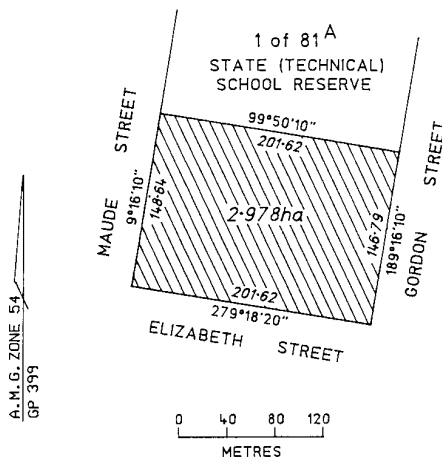 1 of 81A
STATE (TECHNICAL)
SCHOOL RESERVE
99°50'10"
201·62
MAUDE STREET
9°16'10"
148·64
2·978ha
146·79
189°16'10"
GORDON STREET
201·62
279°18'20"
ELIZABETH STREET
A.M.G. ZONE 54
GP 399
0 40 80 120
METRES